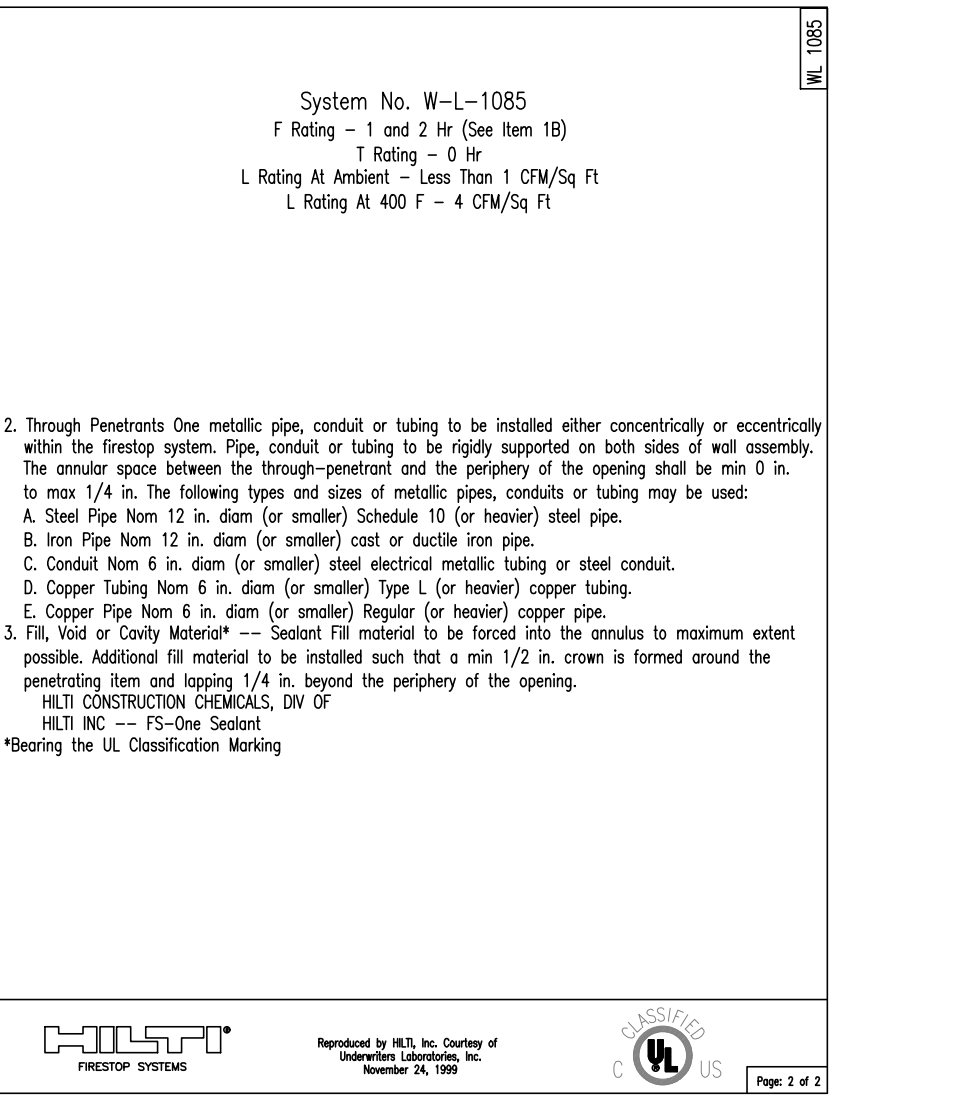 WL 1085
System No. W-L-1085
F Rating - 1 and 2 Hr (See Item 1B)
T Rating - 0 Hr
L Rating At Ambient - Less Than 1 CFM/Sq Ft
L Rating At 400 F - 4 CFM/Sq Ft
2. Through Penetrants One metallic pipe, conduit or tubing to be installed either concentrically or eccentrically
within the firestop system. Pipe, conduit or tubing to be rigidly supported on both sides of wall assembly.
The annular space between the through-penetrant and the periphery of the opening shall be min 0 in.
to max 1/4 in. The following types and sizes of metallic pipes, conduits or tubing may be used:
A. Steel Pipe Nom 12 in. diam (or smaller) Schedule 10 (or heavier) steel pipe.
B. Iron Pipe Nom 12 in. diam (or smaller) cast or ductile iron pipe.
C. Conduit Nom 6 in. diam (or smaller) steel electrical metallic tubing or steel conduit.
D. Copper Tubing Nom 6 in. diam (or smaller) Type L (or heavier) copper tubing.
E. Copper Pipe Nom 6 in. diam (or smaller) Regular (or heavier) copper pipe.
3. Fill, Void or Cavity Material* -- Sealant Fill material to be forced into the annulus to maximum extent
possible. Additional fill material to be installed such that a min 1/2 in. crown is formed around the
penetrating item and lapping 1/4 in. beyond the periphery of the opening.
HILTI CONSTRUCTION CHEMICALS, DIV OF
HILTI INC -- FS-One Sealant
*Bearing the UL Classification Marking
HILTI®
FIRESTOP SYSTEMS
Reproduced by HILTI, Inc. Courtesy of
Underwriters Laboratories, Inc.
November 24, 1999
CLASSIFIED
C UL® US
Page: 2 of 2